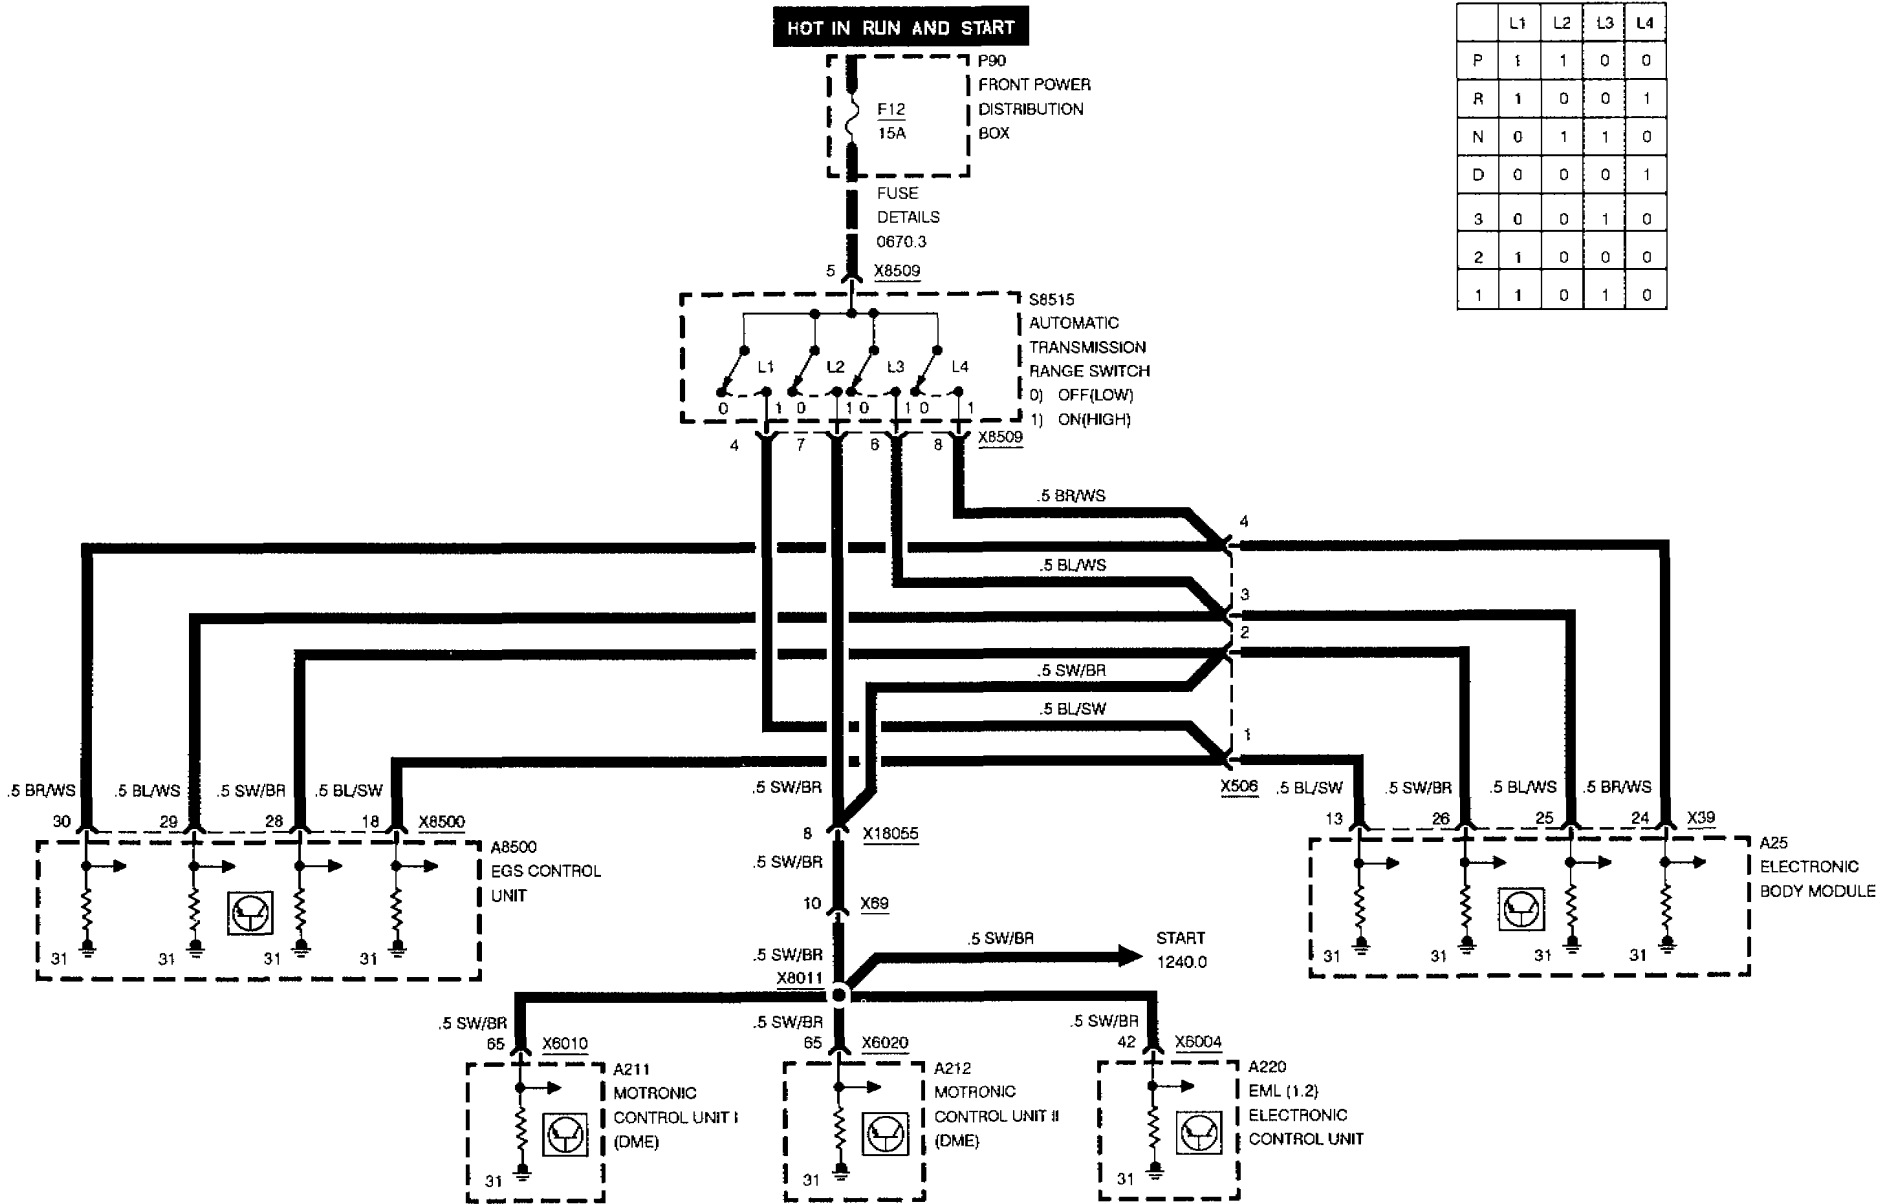 HOT IN RUN AND START
P90
FRONT POWER
DISTRIBUTION
BOX
F12
15A
FUSE
DETAILS
0670.3
5 X8509
L1 L2 L3 L4
P 1 1 0 0
R 1 0 0 1
N 0 1 1 0
D 0 0 0 1
3 0 0 1 0
2 1 0 0 0
1 1 0 1 0
S8515
AUTOMATIC
TRANSMISSION
RANGE SWITCH
0) OFF(LOW)
1) ON(HIGH)
L1 L2 L3 L4
0 1 0 1 0 1 0 1
4 7 6 8 X8509
.5 BR/WS
4
.5 BL/WS
3
2
.5 SW/BR
.5 BL/SW
1
X506
.5 BR/WS .5 BL/WS .5 SW/BR .5 BL/SW
30 29 28 18 X8500
A8500
EGS CONTROL
UNIT
31 31 31 31
.5 SW/BR
8 X18055
.5 SW/BR
10 X69
.5 SW/BR
X8011
.5 SW/BR
START
1240.0
.5 BL/SW .5 SW/BR .5 BL/WS .5 BR/WS
13 26 25 24 X39
A25
ELECTRONIC
BODY MODULE
31 31 31 31
.5 SW/BR
65 X6010
A211
MOTRONIC
CONTROL UNIT I
(DME)
31
.5 SW/BR
65 X6020
A212
MOTRONIC
CONTROL UNIT II
(DME)
31
.5 SW/BR
42 X6004
A220
EML (1.2)
ELECTRONIC
CONTROL UNIT
31